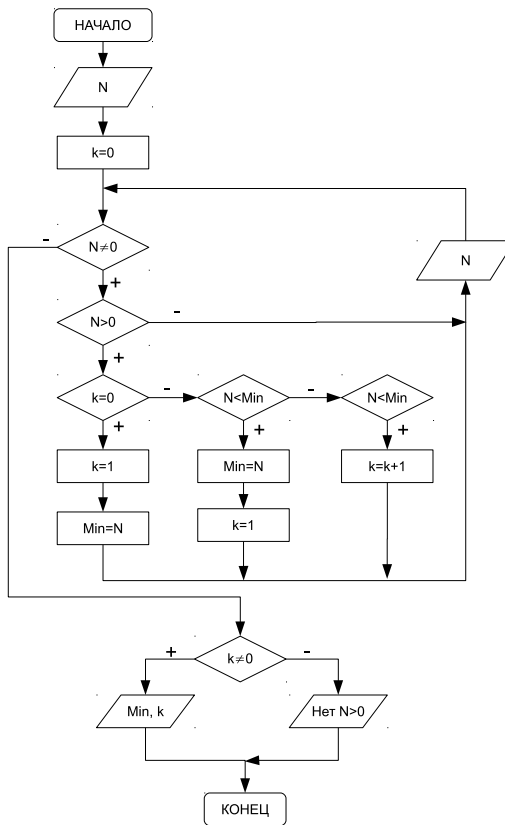 НАЧАЛО
N
k=0
-
N≠0
N
+
N>0
-
+
k=0
-
N<Min
-
N<Min
+
+
+
k=1
Min=N
k=k+1
Min=N
k=1
+
k≠0
-
Min, k
Нет N>0
КОНЕЦ